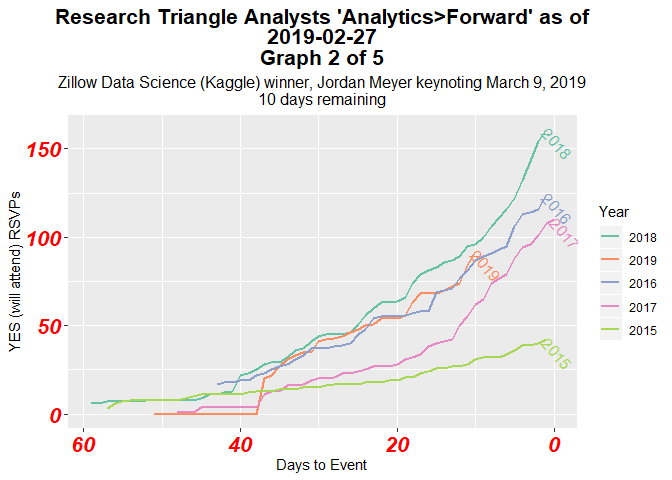 Research Triangle Analysts 'Analytics>Forward' as of
2019-02-27
Graph 2 of 5
Zillow Data Science (Kaggle) winner, Jordan Meyer keynoting March 9, 2019
10 days remaining
YES (will attend) RSVPs
150
100
50
0
2018
2016
2017
2019
2015
Year
2018
2019
2016
2017
2015
60
40
20
0
Days to Event